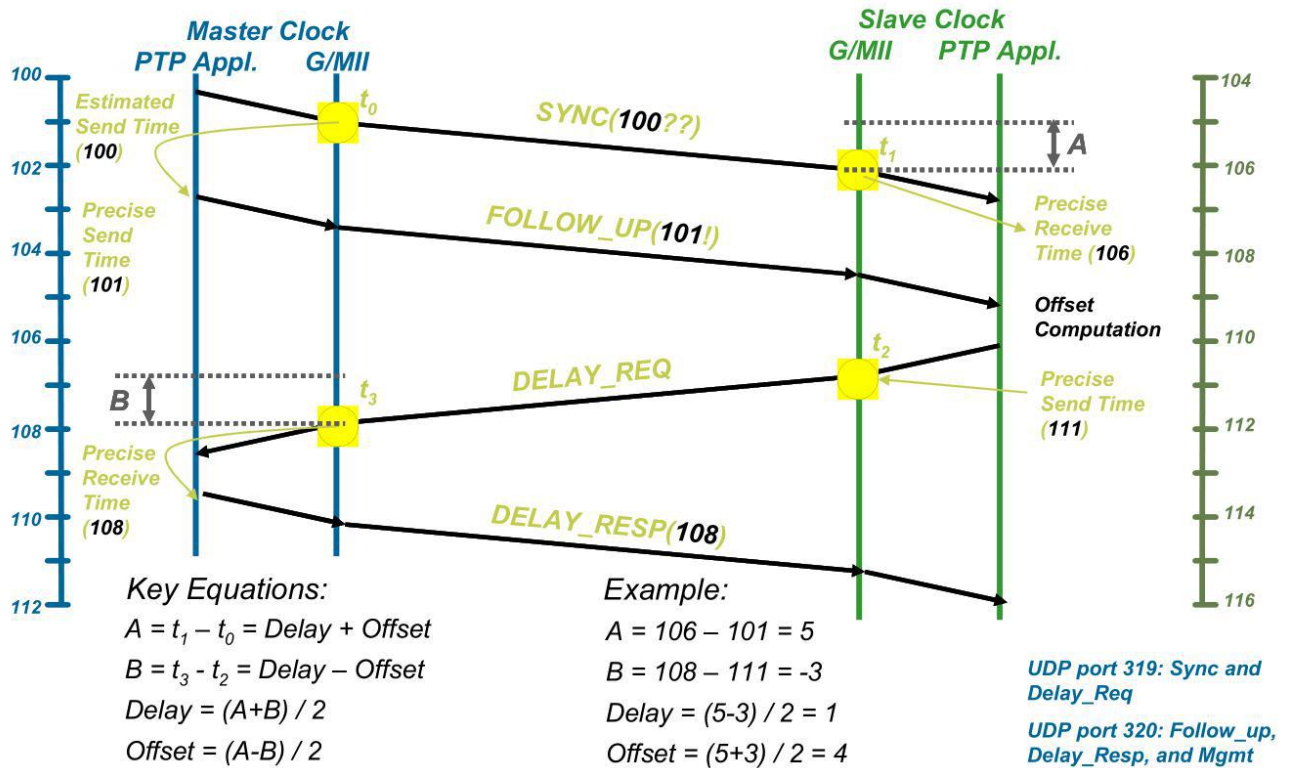 Master Clock
PTP Appl. G/MII
Slave Clock
G/MII PTP Appl.
100
102
104
106
108
110
112
104
106
108
110
112
114
116
Estimated
Send Time
(100)
t0
SYNC(100??)
t1
A
Precise
Send
Time
(101)
FOLLOW_UP(101!)
Precise
Receive
Time (106)
Offset
Computation
B
t3
DELAY_REQ
t2
Precise
Send Time
(111)
Precise
Receive
Time
(108)
DELAY_RESP(108)
Key Equations:
A = t1 – t0 = Delay + Offset
B = t3 - t2 = Delay – Offset
Delay = (A+B) / 2
Offset = (A-B) / 2
Example:
A = 106 – 101 = 5
B = 108 – 111 = -3
Delay = (5-3) / 2 = 1
Offset = (5+3) / 2 = 4
UDP port 319: Sync and
Delay_Req
UDP port 320: Follow_up,
Delay_Resp, and Mgmt